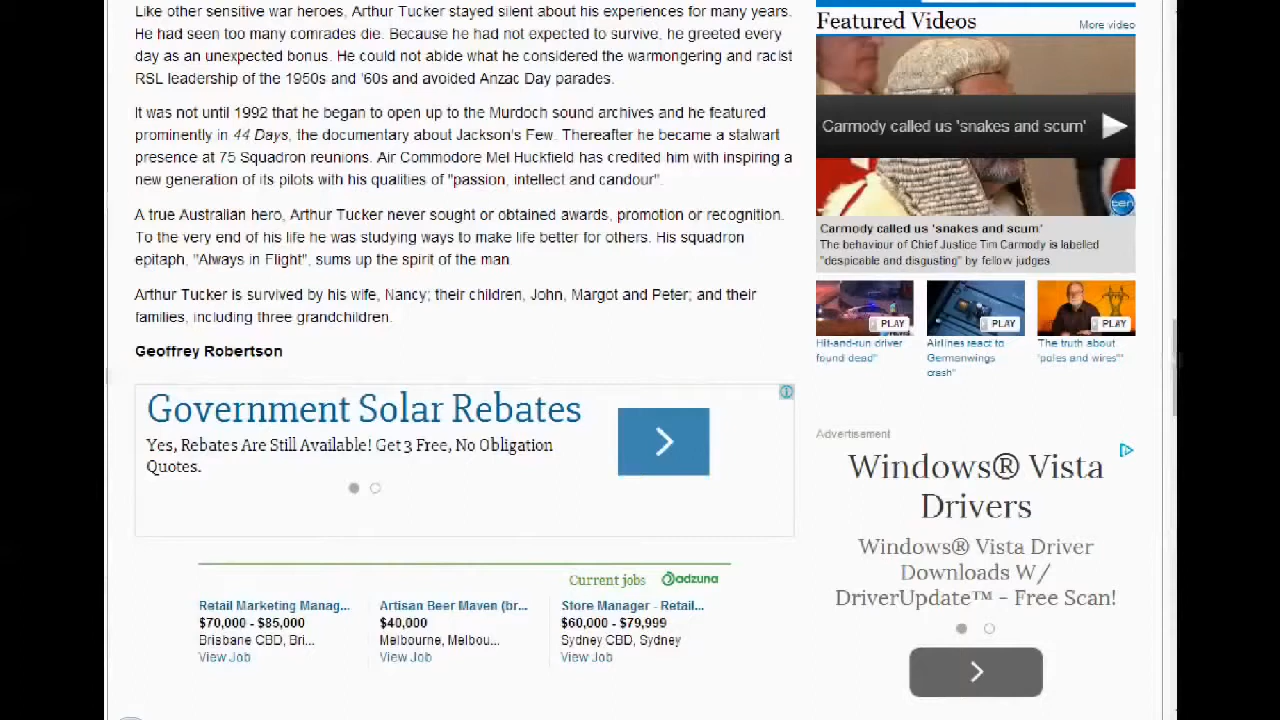 Like other sensitive war heroes, Arthur Tucker stayed silent about his experiences for many years.
He had seen too many comrades die. Because he had not expected to survive, he greeted every
day as an unexpected bonus. He could not abide what he considered the warmongering and racist
RSL leadership of the 1950s and '60s and avoided Anzac Day parades.
It was not until 1992 that he began to open up to the Murdoch sound archives and he featured
prominently in 44 Days, the documentary about Jackson's Few. Thereafter he became a stalwart
presence at 75 Squadron reunions. Air Commodore Mel Huckfield has credited him with inspiring a
new generation of its pilots with his qualities of "passion, intellect and candour".
A true Australian hero, Arthur Tucker never sought or obtained awards, promotion or recognition.
To the very end of his life he was studying ways to make life better for others. His squadron
epitaph, "Always in Flight", sums up the spirit of the man.
Arthur Tucker is survived by his wife, Nancy; their children, John, Margot and Peter; and their
families, including three grandchildren.
Geoffrey Robertson
Government Solar Rebates
Yes, Rebates Are Still Available! Get 3 Free, No Obligation
Quotes.
Current jobs adzuna
Retail Marketing Manag...
$70,000 - $85,000
Brisbane CBD, Bri...
View Job
Artisan Beer Maven (br...
$40,000
Melbourne, Melbou...
View Job
Store Manager - Retail...
$60,000 - $79,999
Sydney CBD, Sydney
View Job
Featured Videos
More video
Carmody called us 'snakes and scum'
ten
Carmody called us 'snakes and scum'
The behaviour of Chief Justice Tim Carmody is labelled
"despicable and disgusting" by fellow judges
PLAY
Hit-and-run driver
found dead"
PLAY
Airlines react to
Germanwings
crash"
PLAY
The truth about
'poles and wires'"
Advertisement
Windows® Vista
Drivers
Windows® Vista Driver
Downloads W/
DriverUpdate™ - Free Scan!